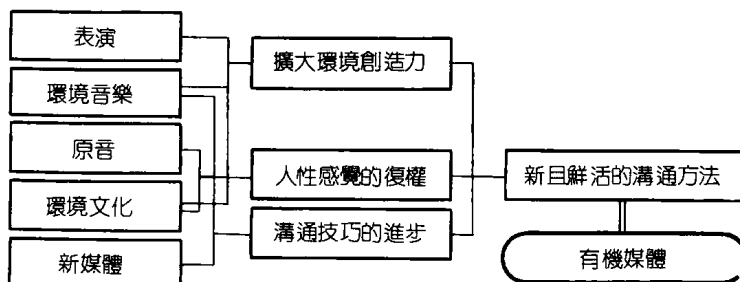 表演
環境音樂
原音
環境文化
新媒體
擴大環境創造力
人性感覺的復權
溝通技巧的進步
新且鮮活的溝通方法
有機媒體